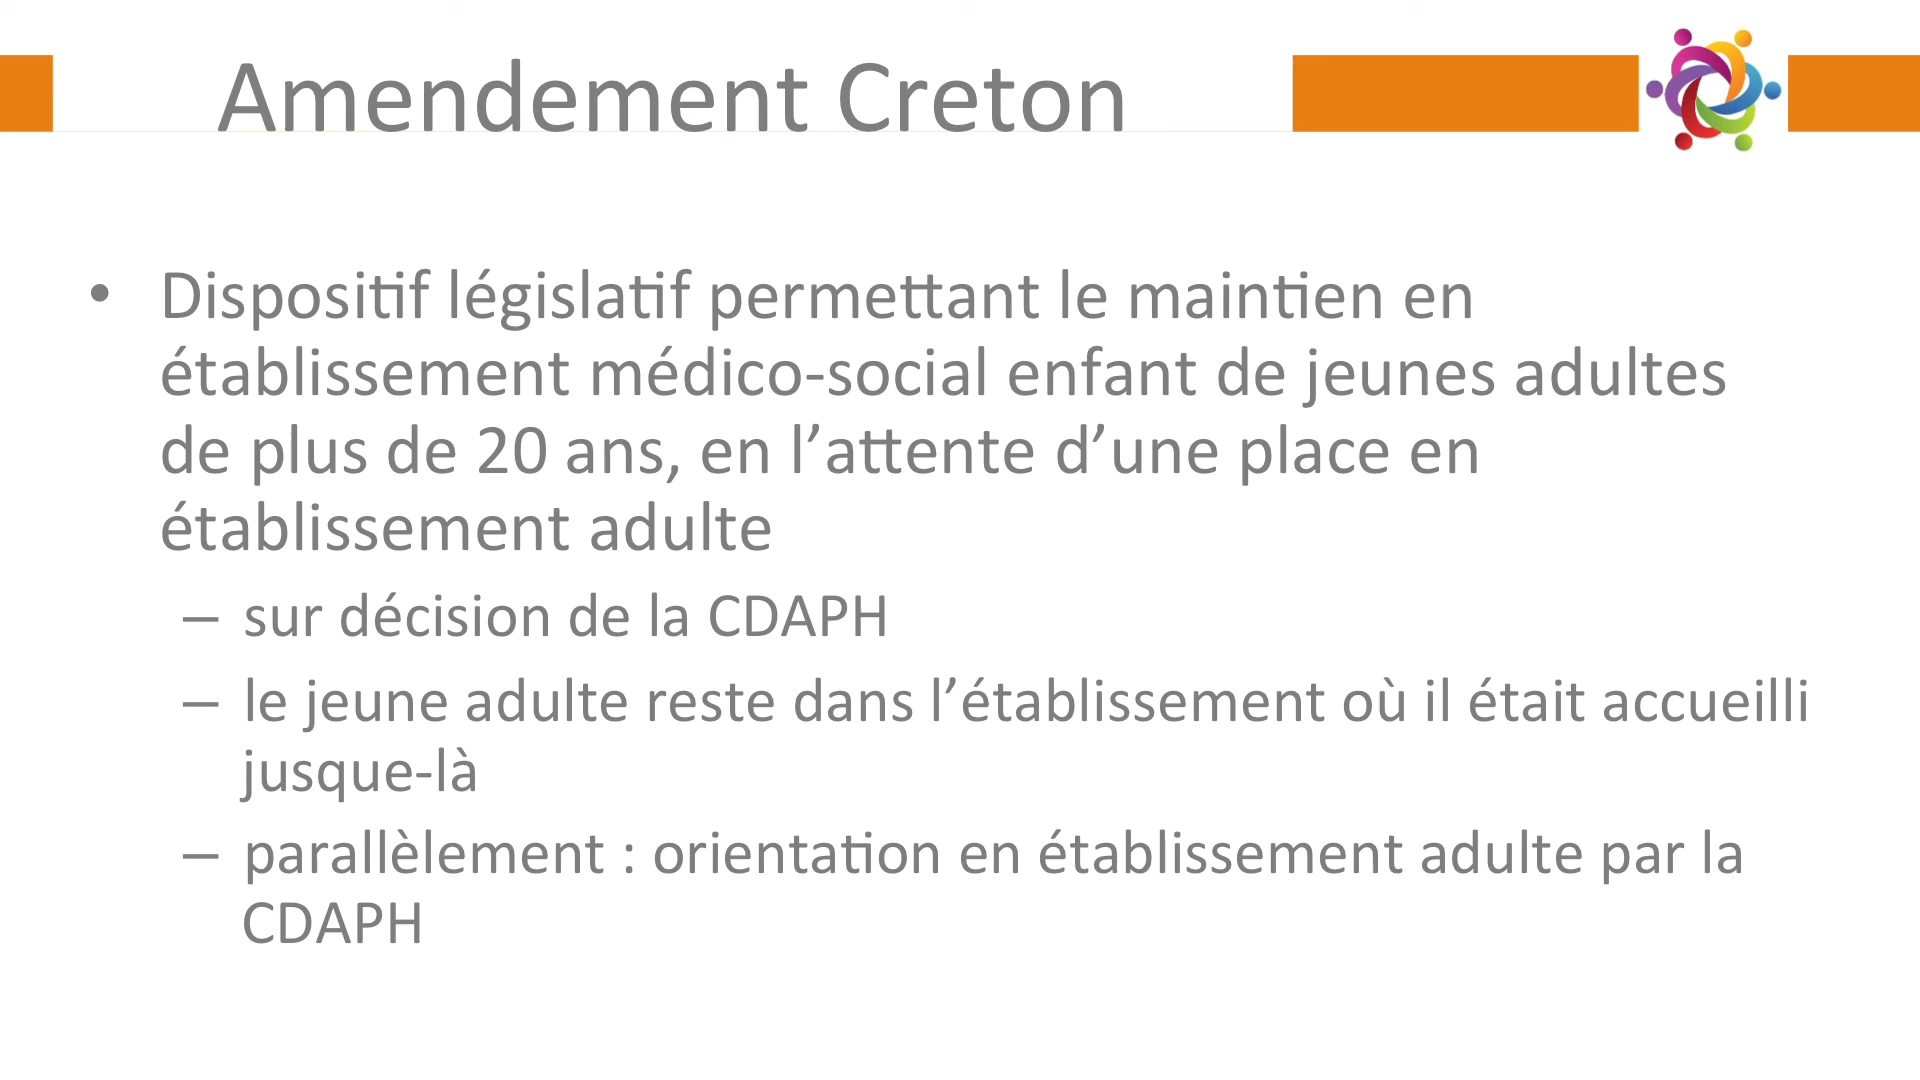 Amendement Creton
• Dispositif législatif permettant le maintien en
établissement médico-social enfant de jeunes adultes
de plus de 20 ans, en l’attente d’une place en
établissement adulte
– sur décision de la CDAPH
– le jeune adulte reste dans l’établissement où il était accueilli
jusque-là
– parallèlement : orientation en établissement adulte par la
CDAPH